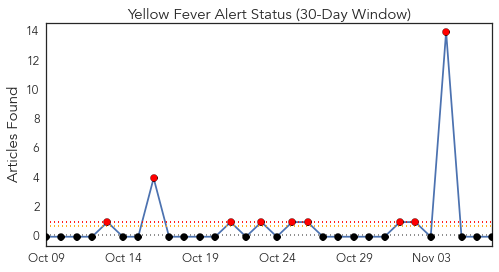 Yellow Fever Alert Status (30-Day Window)
Articles Found
14
12
10
8
6
4
2
0
Oct 09 Oct 14 Oct 19 Oct 24 Oct 29 Nov 03